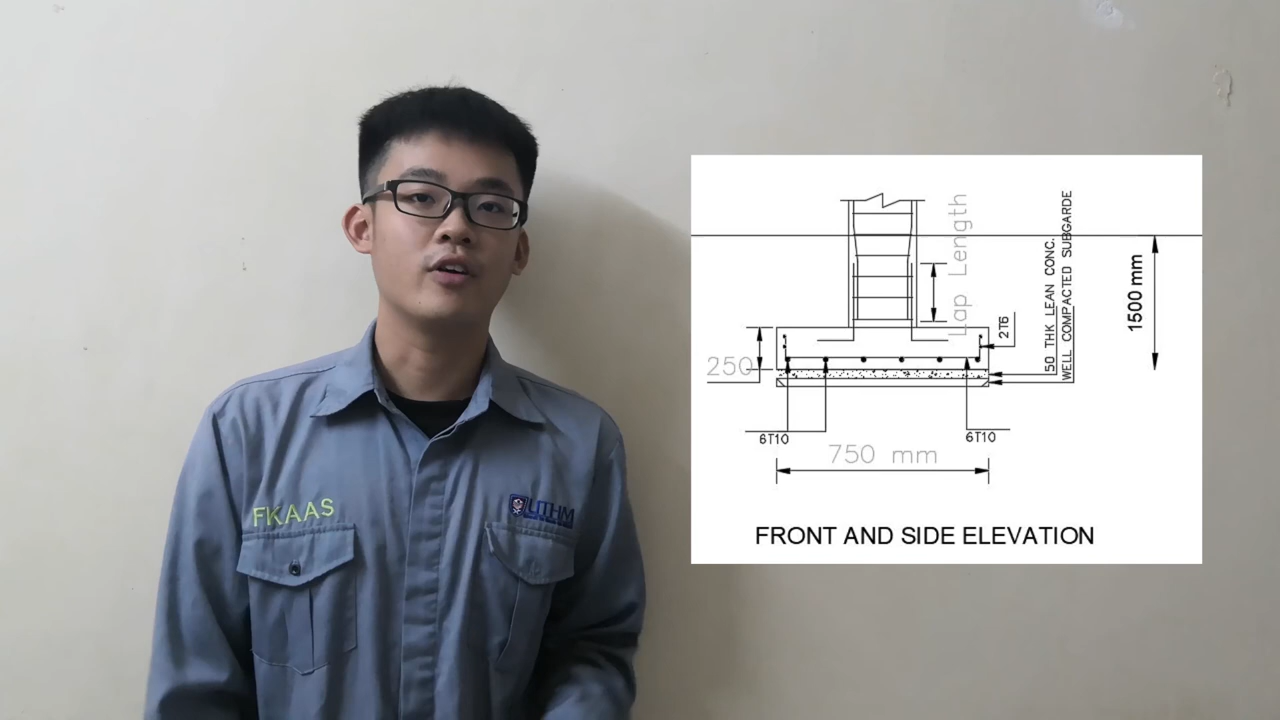 FKAAS
UTHM
Lap Length
50 THK LEAN CONC.
WELL COMPACTED SUBGARDE
1500 mm
2T6
250
6T10
6T10
750 mm
FRONT AND SIDE ELEVATION